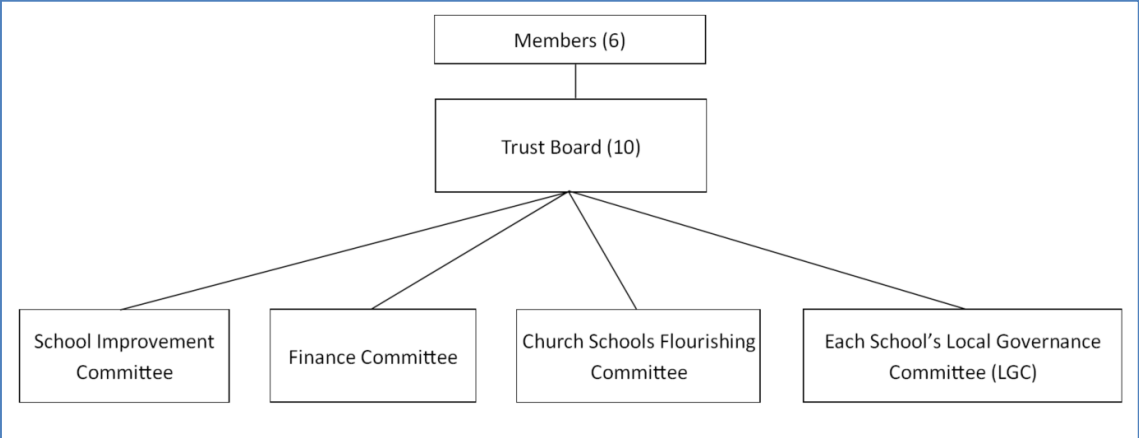 Members (6)
Trust Board (10)
School Improvement
Committee
Finance Committee
Church Schools Flourishing
Committee
Each School’s Local Governance
Committee (LGC)